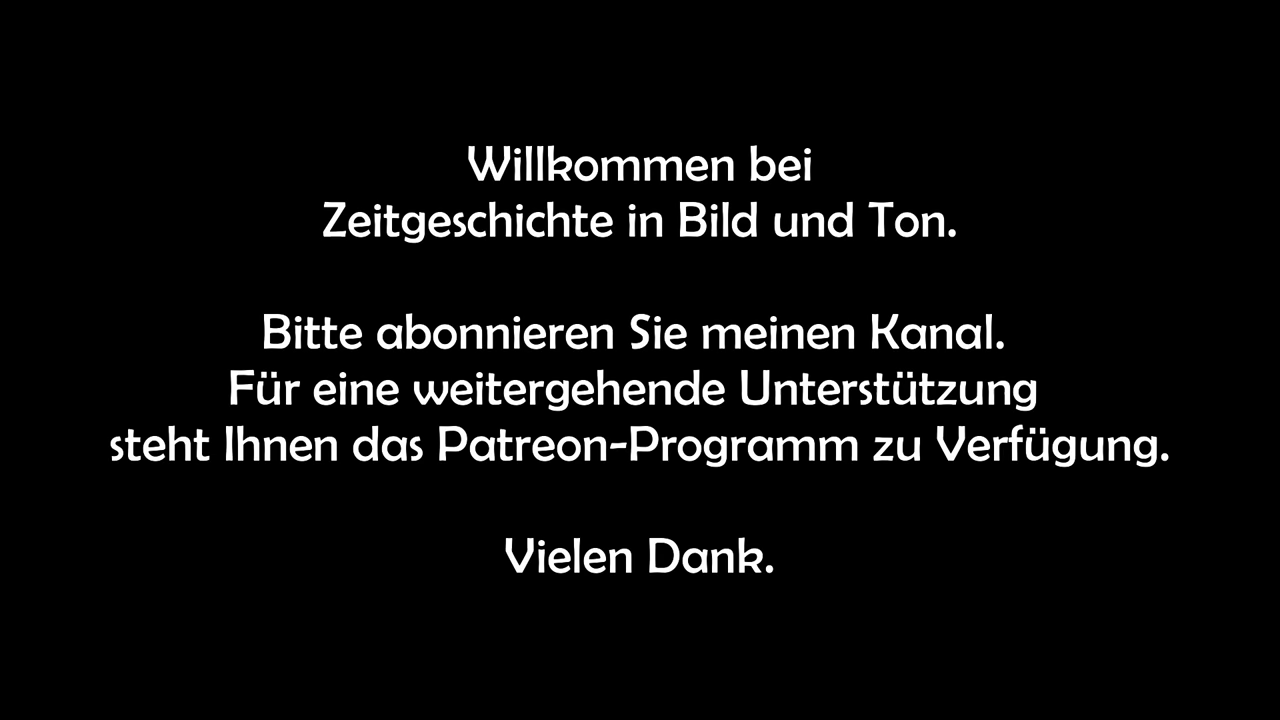 Willkommen bei
Zeitgeschichte in Bild und Ton.
Bitte abonnieren Sie meinen Kanal.
Für eine weitergehende Unterstützung
steht Ihnen das Patreon-Programm zu Verfügung.
Vielen Dank.